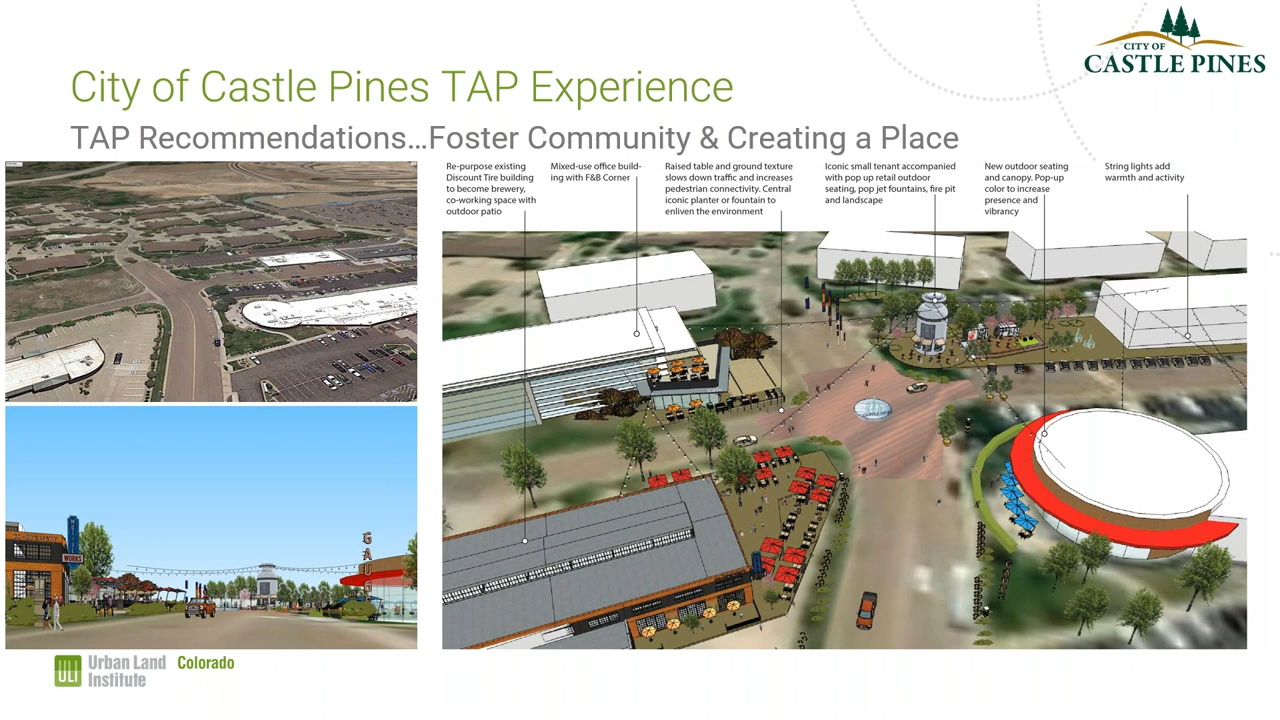 CITY OF
CASTLE PINES
City of Castle Pines TAP Experience
TAP Recommendations…Foster Community & Creating a Place
Re-purpose existing
Discount Tire building
to become brewery,
co-working space with
outdoor patio
Mixed-use office build-
ing with F&B Corner
Raised table and ground texture
slows down traffic and increases
pedestrian connectivity. Central
iconic planter or fountain to
enliven the environment
Iconic small tenant accompanied
with pop up retail outdoor
seating, pop jet fountains, fire pit
and landscape
New outdoor seating
and canopy. Pop-up
color to increase
presence and
vibrancy
String lights add
warmth and activity
WORKS
GAUG
ULI
Urban Land
Institute
Colorado